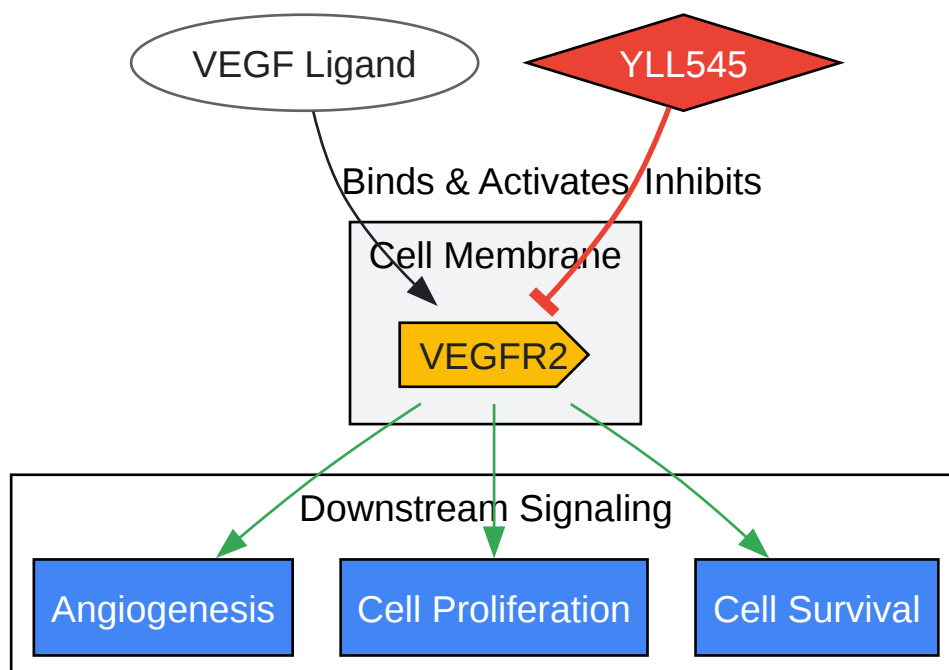 VEGF Ligand
YLL545
Binds & Activates
Inhibits
Cell Membrane
VEGFR2
Downstream Signaling
Angiogenesis
Cell Proliferation
Cell Survival